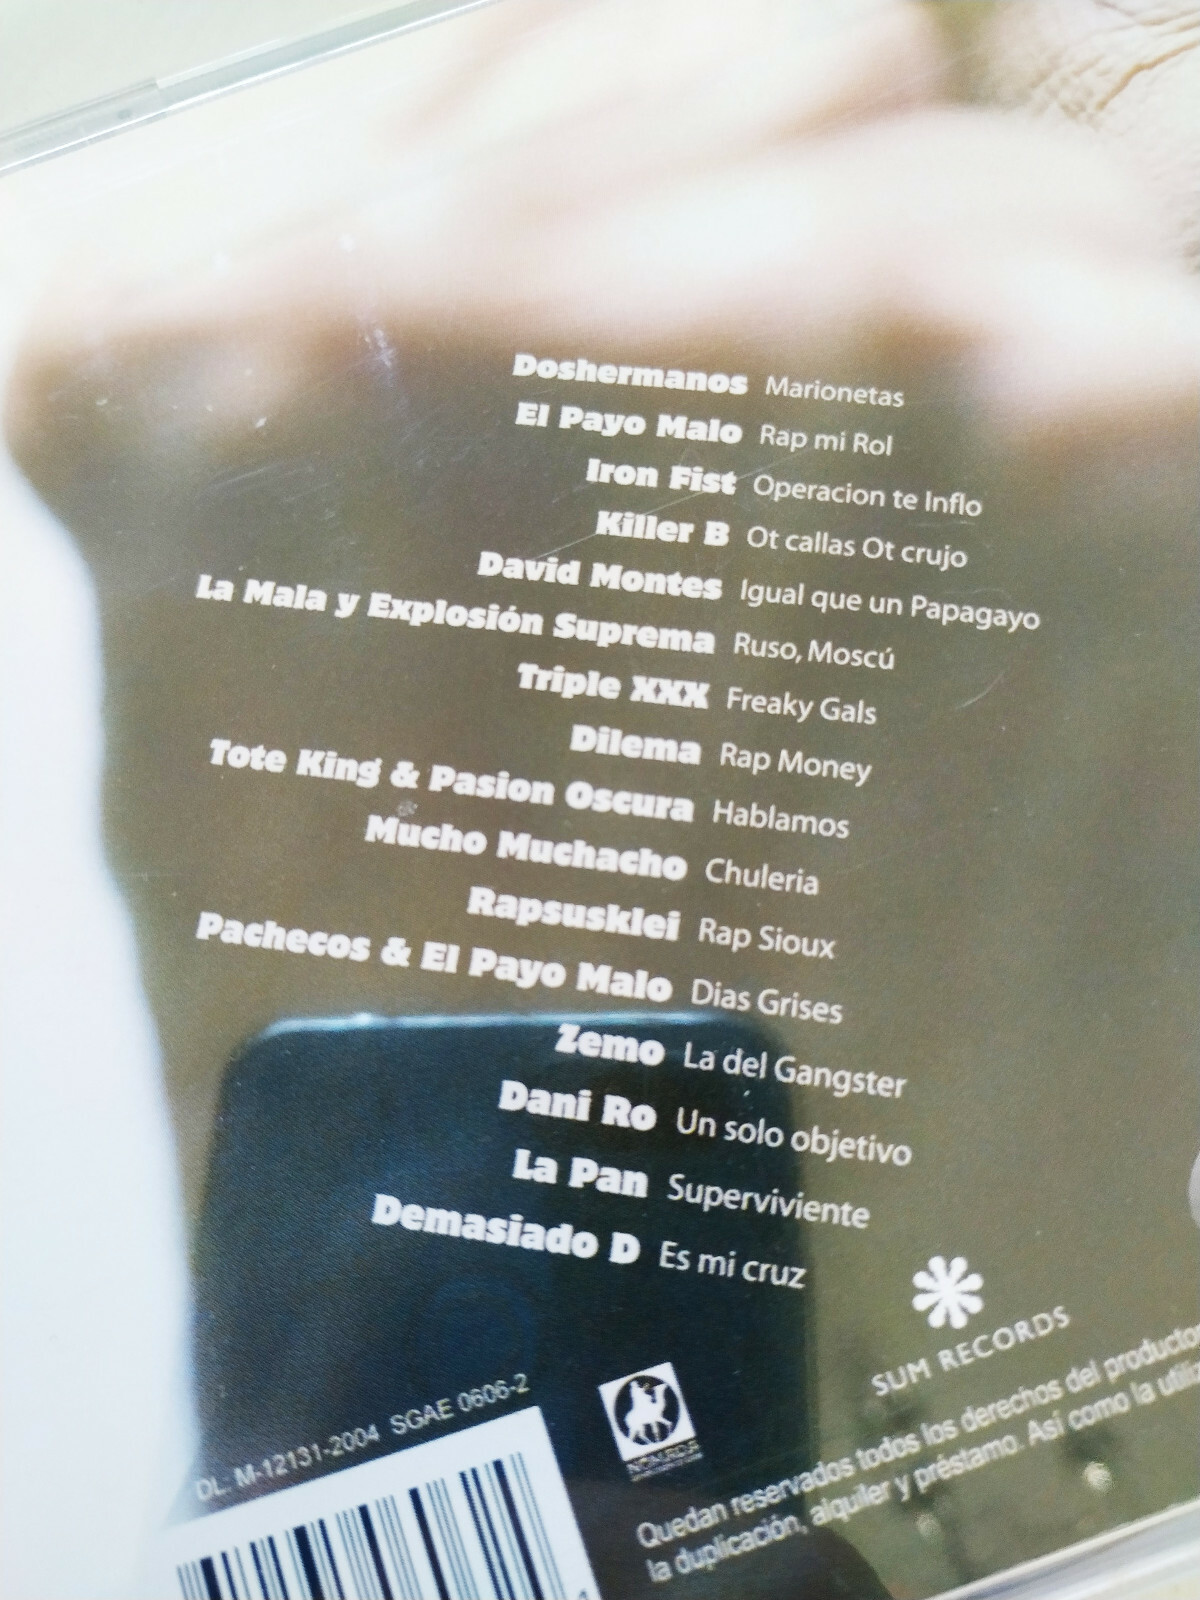 Doshermanos Marionetas
El Payo Malo Rap mi Rol
Iron Fist Operacion te Inflo
Killer B Ot callas Ot crujo
David Montes Igual que un Papagayo
La Mala y Explosión Suprema Ruso, Moscú
Triple XXX Freaky Gals
Dilema Rap Money
Tote King & Pasion Oscura Hablamos
Mucho Muchacho Chuleria
Rapsusklei Rap Sioux
Pachecos & El Payo Malo Dias Grises
Zemo La del Gangster
Dani Ro Un solo objetivo
La Pan Superviviente
Demasiado D Es mi cruz
SUM RECORDS
DL. M-12131-2004 SGAE 0606-2
Quedan reservados todos los derechos del productor
la duplicación, alquiler y préstamo. Así como la